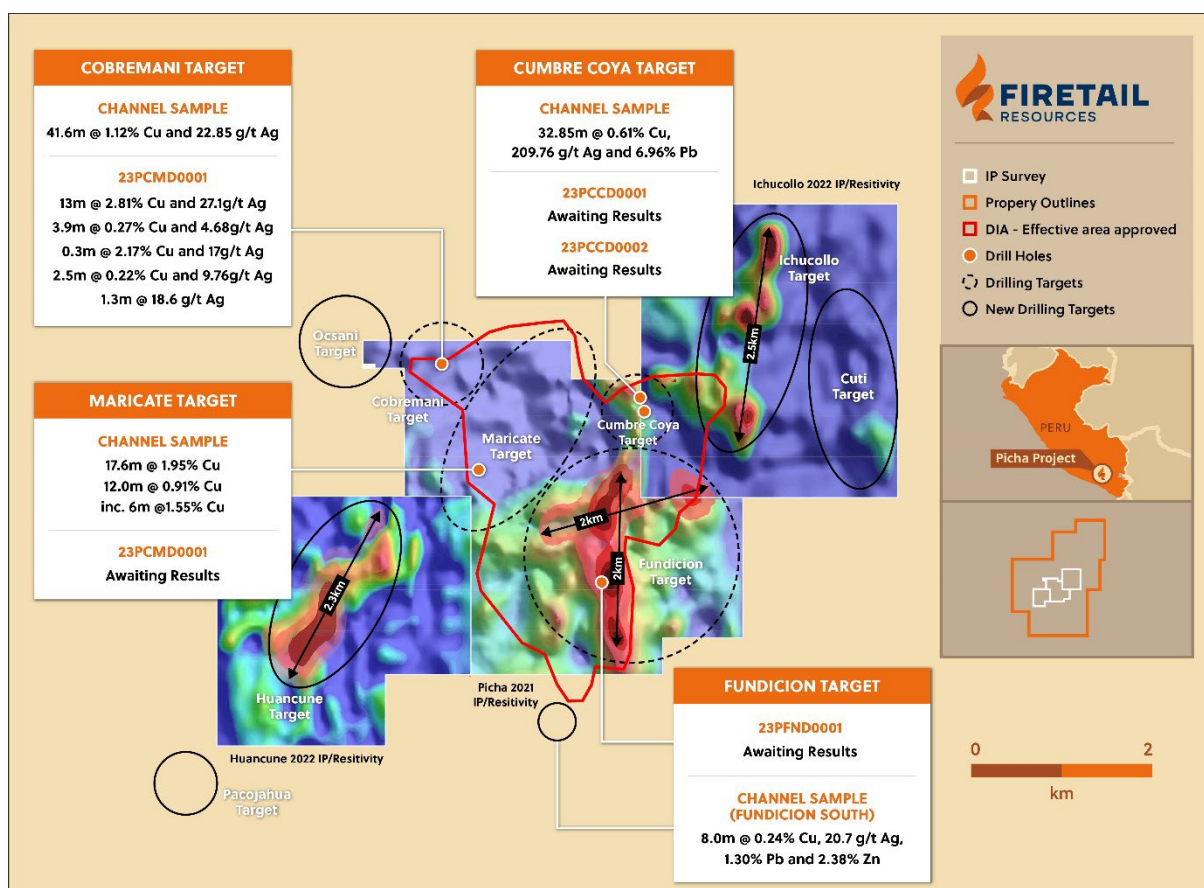 COBREMANI TARGET
CHANNEL SAMPLE
41.6m @ 1.12% Cu and 22.85 g/t Ag
23PCMD0001
13m @ 2.81% Cu and 27.1g/t Ag
3.9m @ 0.27% Cu and 4.68g/t Ag
0.3m @ 2.17% Cu and 17g/t Ag
2.5m @ 0.22% Cu and 9.76g/t Ag
1.3m @ 18.6 g/t Ag
CUMBRE COYA TARGET
CHANNEL SAMPLE
32.85m @ 0.61% Cu,
209.76 g/t Ag and 6.96% Pb
23PCCD0001
Awaiting Results
23PCCD0002
Awaiting Results
MARICATE TARGET
CHANNEL SAMPLE
17.6m @ 1.95% Cu
12.0m @ 0.91% Cu
inc. 6m @1.55% Cu
23PCMD0001
Awaiting Results
FUNDICION TARGET
23PFND0001
Awaiting Results
CHANNEL SAMPLE
(FUNDICION SOUTH)
8.0m @ 0.24% Cu, 20.7 g/t Ag,
1.30% Pb and 2.38% Zn
Ichucollo 2022 IP/Resitivity
Ichucollo
Target
2.5km
Cuti
Target
Ocsani
Target
Cobremani
Target
Maricate
Target
Cumbre Coya
Target
2km
2km
Fundicion
Target
2.3km
Huancune
Target
Picha 2021
IP/Resitivity
Huancune 2022 IP/Resitivity
Pacojahua
Target
FIRETAIL
RESOURCES
IP Survey
Propery Outlines
DIA - Effective area approved
Drill Holes
Drilling Targets
New Drilling Targets
PERU
Picha Project
0 2
km